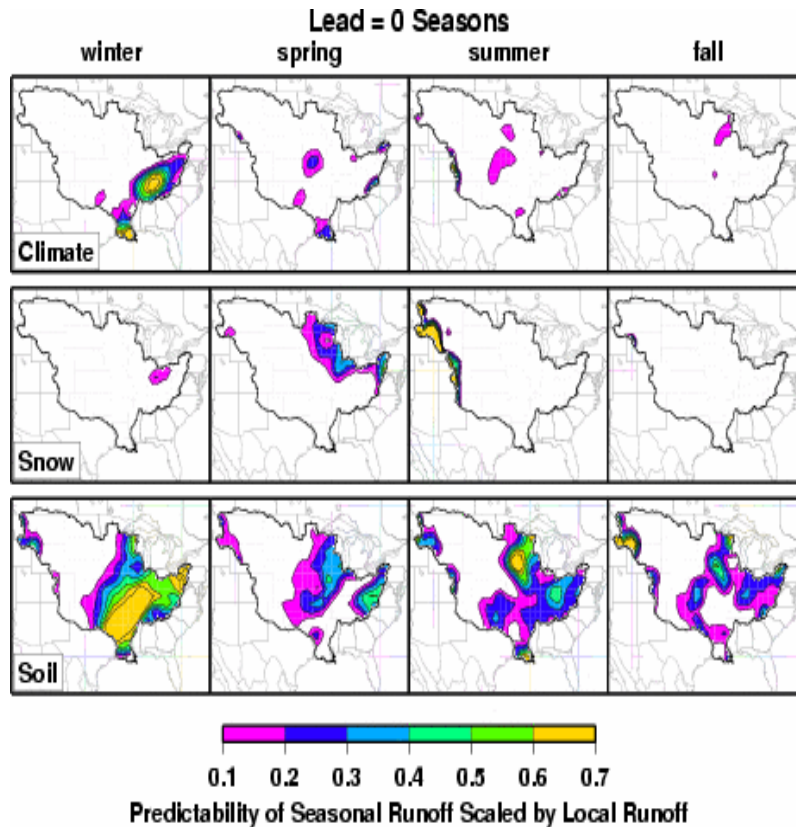 Lead = 0 Seasons
winter spring summer fall
Climate
Snow
Soil
0.1 0.2 0.3 0.4 0.5 0.6 0.7
Predictability of Seasonal Runoff Scaled by Local Runoff